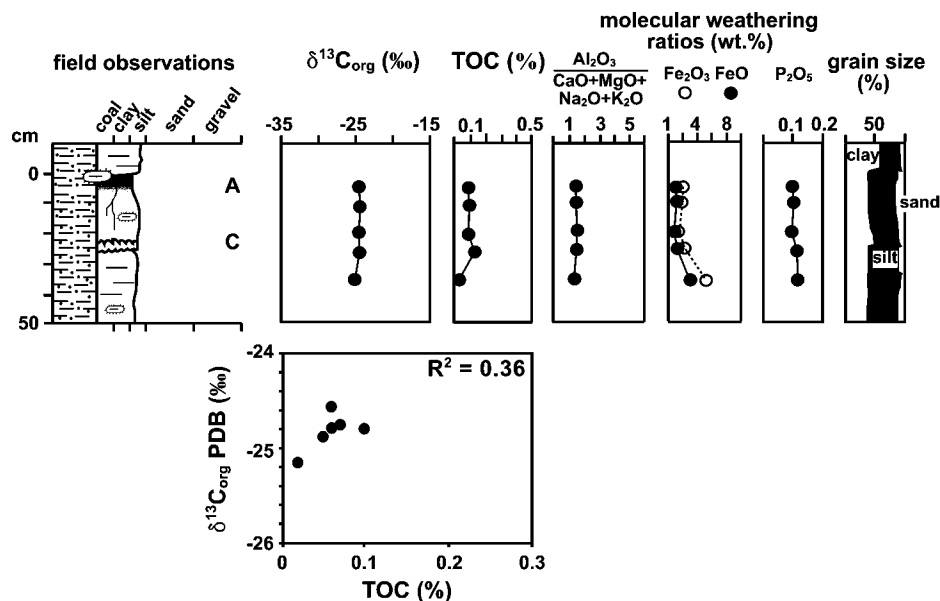 molecular weathering
ratios (wt.%)
field observations
δ13Corg (‰)
TOC (%)
Al2O3
CaO+MgO+
Na2O+K2O
Fe2O3 FeO
P2O5
grain size
(%)
coal
clay
silt
sand
gravel
cm
-35 -25 -15
0.1 0.5
1 3 5
2 4 8
0.1 0.2
50
0
A
C
50
clay
sand
silt
-24
-25
-26
R2 = 0.36
δ13Corg PDB (‰)
0 0.1 0.2 0.3
TOC (%)